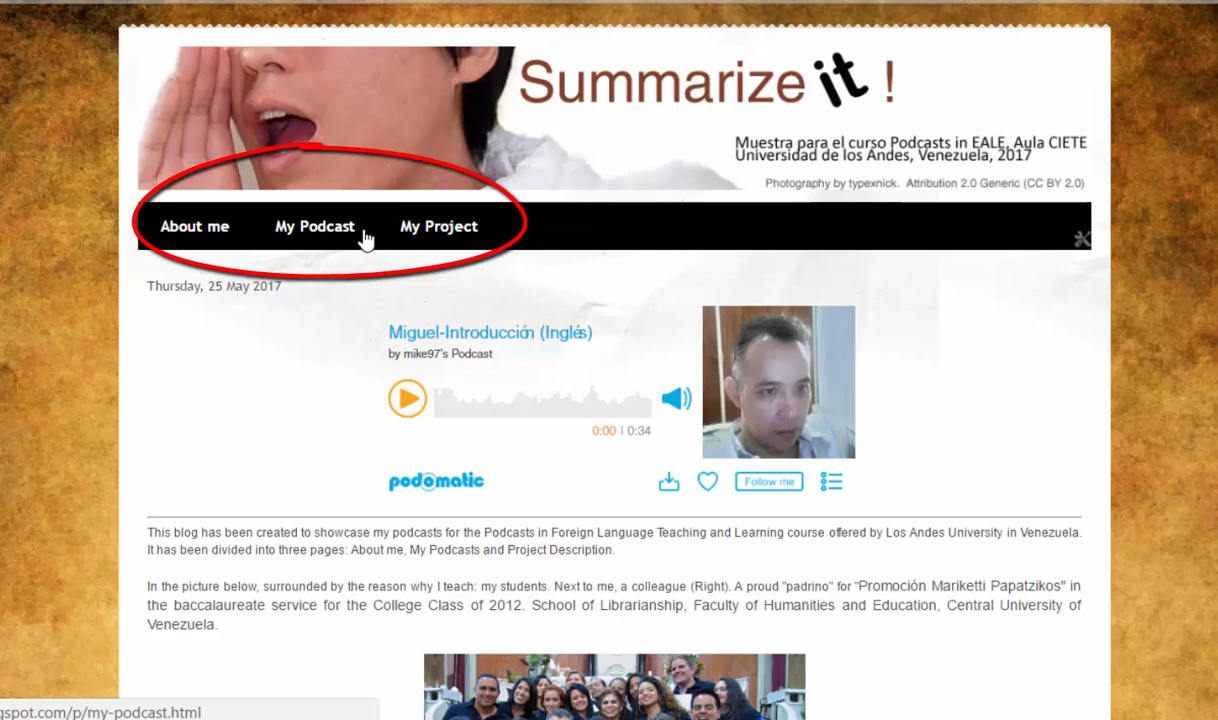 Summarize it !
Muestra para el curso Podcasts in EALE, Aula CIETE
Universidad de los Andes, Venezuela, 2017
Photography by typexnick. Attribution 2.0 Generic (CC BY 2.0)
About me My Podcast My Project
Thursday, 25 May 2017
Miguel-Introducción (Inglés)
by mike97's Podcast
0:00 | 0:34
podomatic
Follow me
This blog has been created to showcase my podcasts for the Podcasts in Foreign Language Teaching and Learning course offered by Los Andes University in Venezuela.
It has been divided into three pages: About me, My Podcasts and Project Description.
In the picture below, surrounded by the reason why I teach: my students. Next to me, a colleague (Right). A proud "padrino" for "Promoción Mariketti Papatzikos" in
the baccalaureate service for the College Class of 2012. School of Librarianship, Faculty of Humanities and Education, Central University of
Venezuela.
gspot.com/p/my-podcast.html